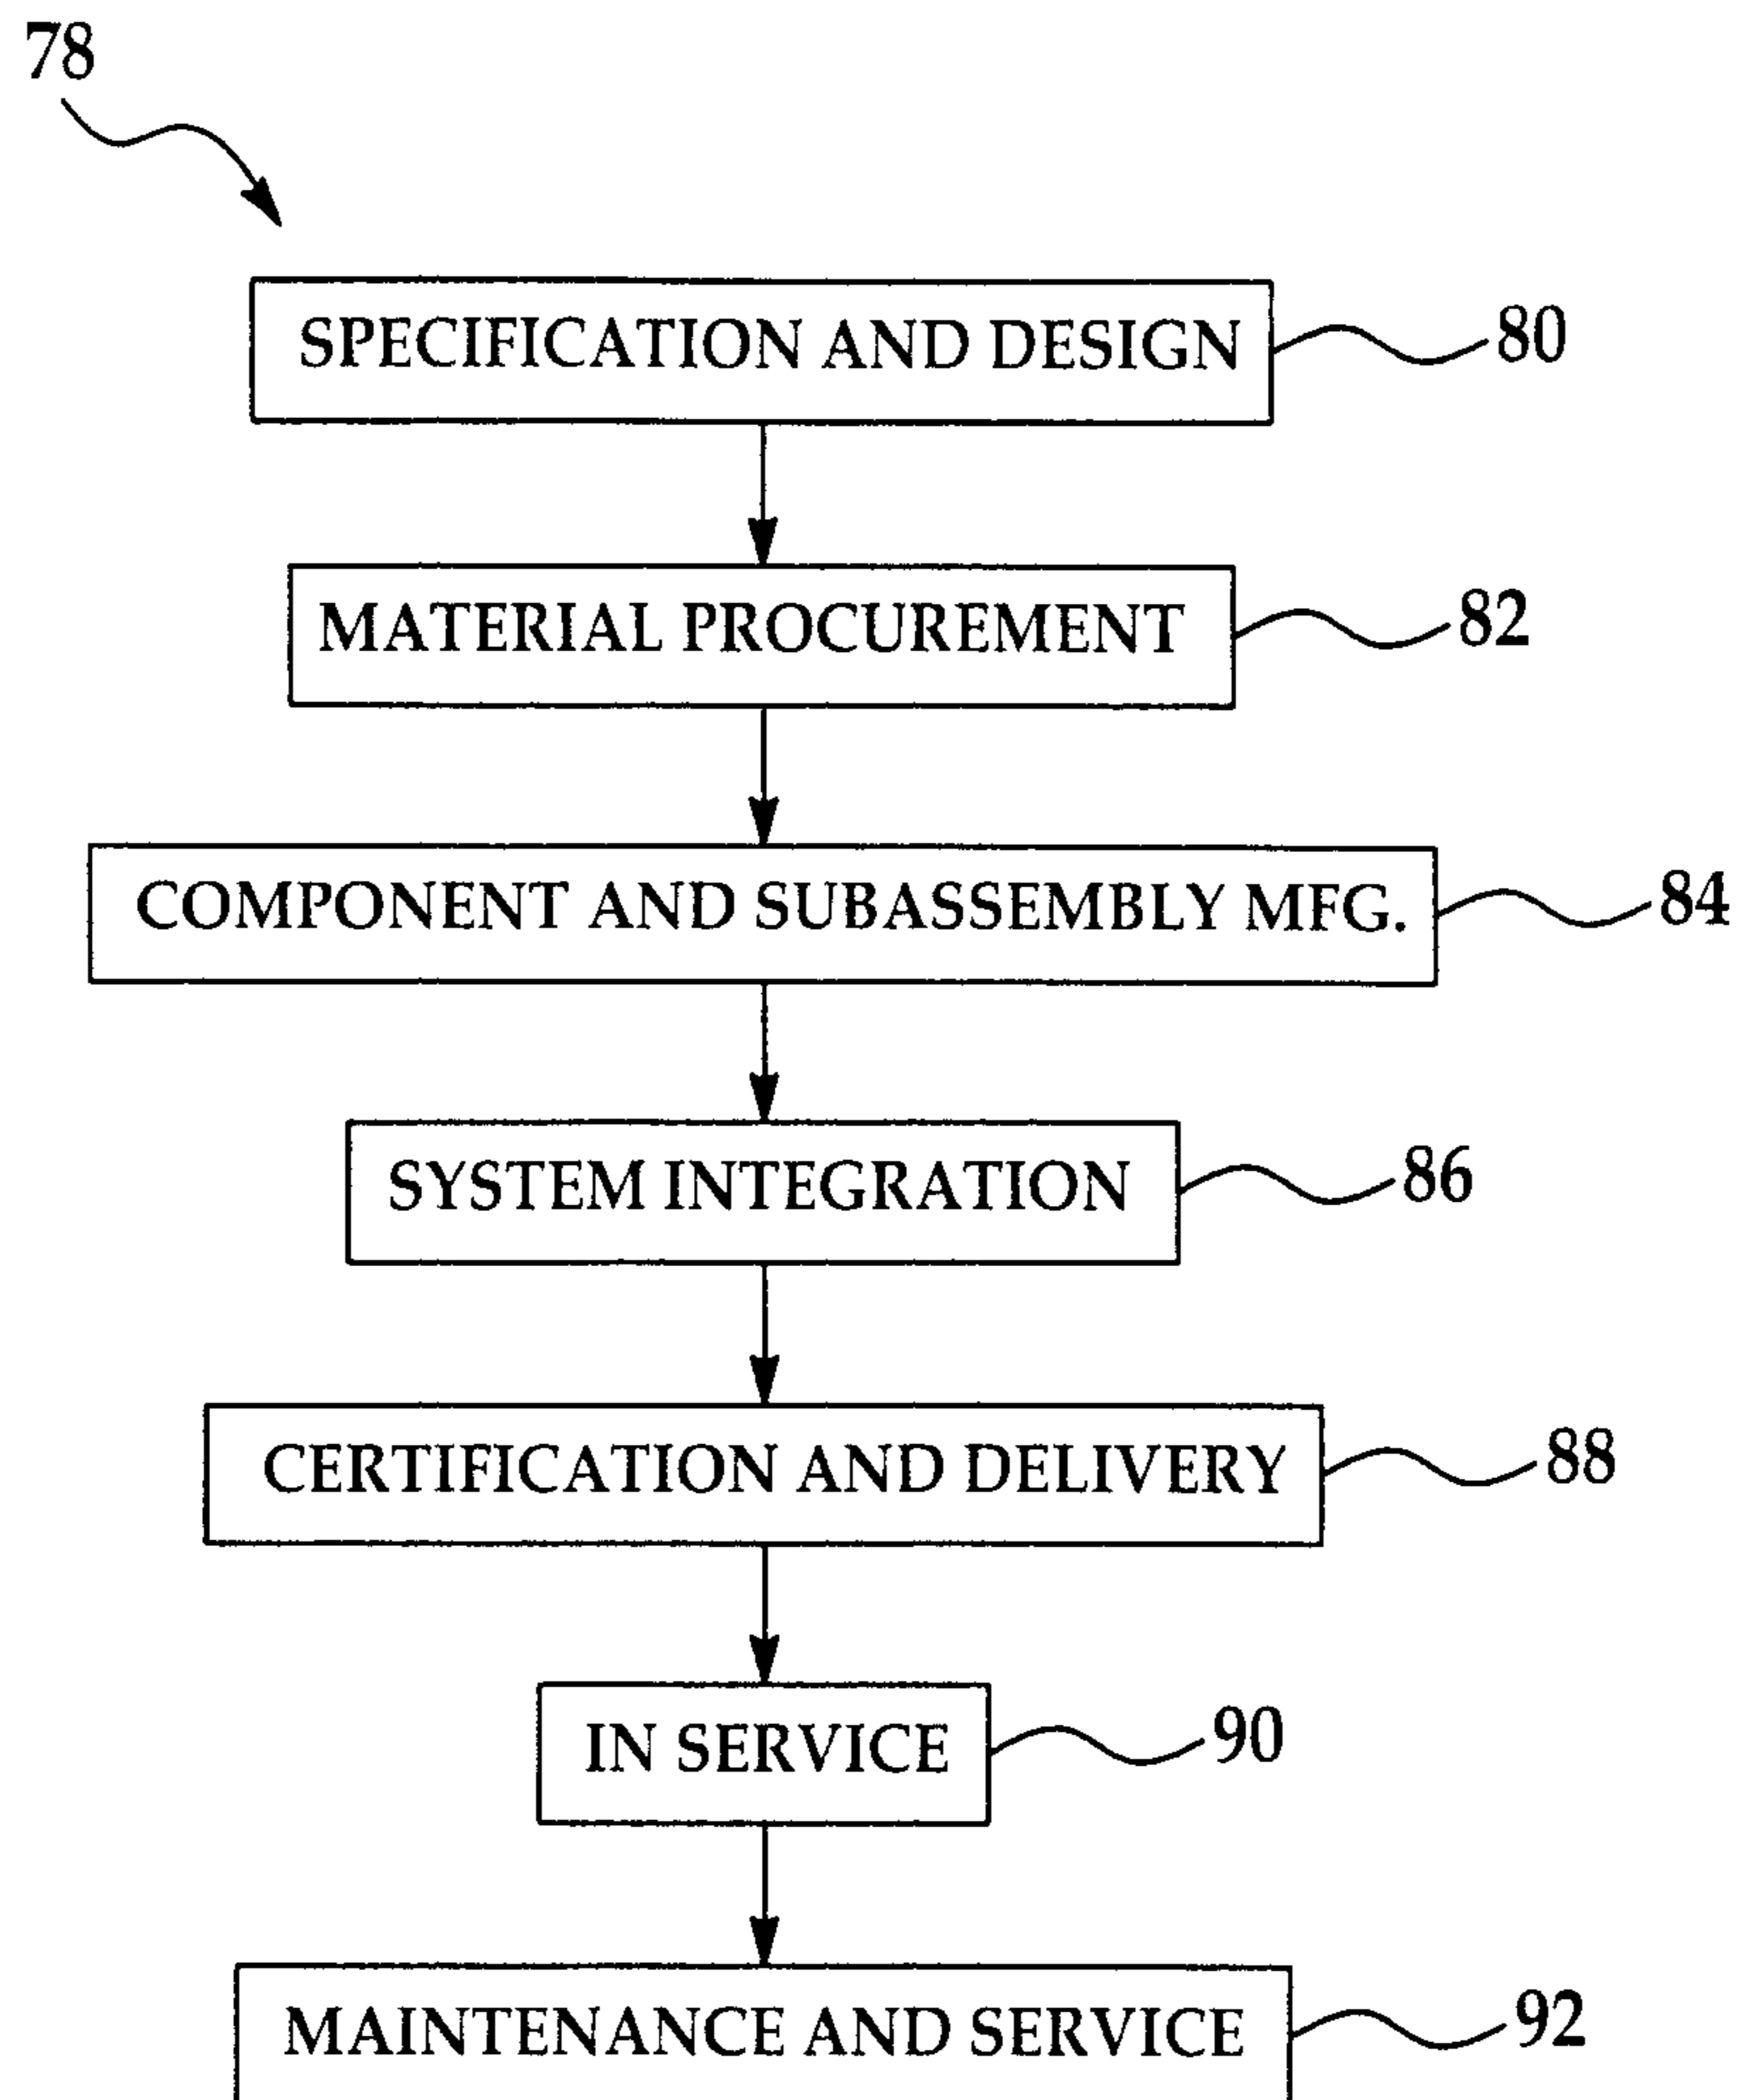 78
SPECIFICATION AND DESIGN 80
MATERIAL PROCUREMENT 82
COMPONENT AND SUBASSEMBLY MFG. 84
SYSTEM INTEGRATION 86
CERTIFICATION AND DELIVERY 88
IN SERVICE 90
MAINTENANCE AND SERVICE 92